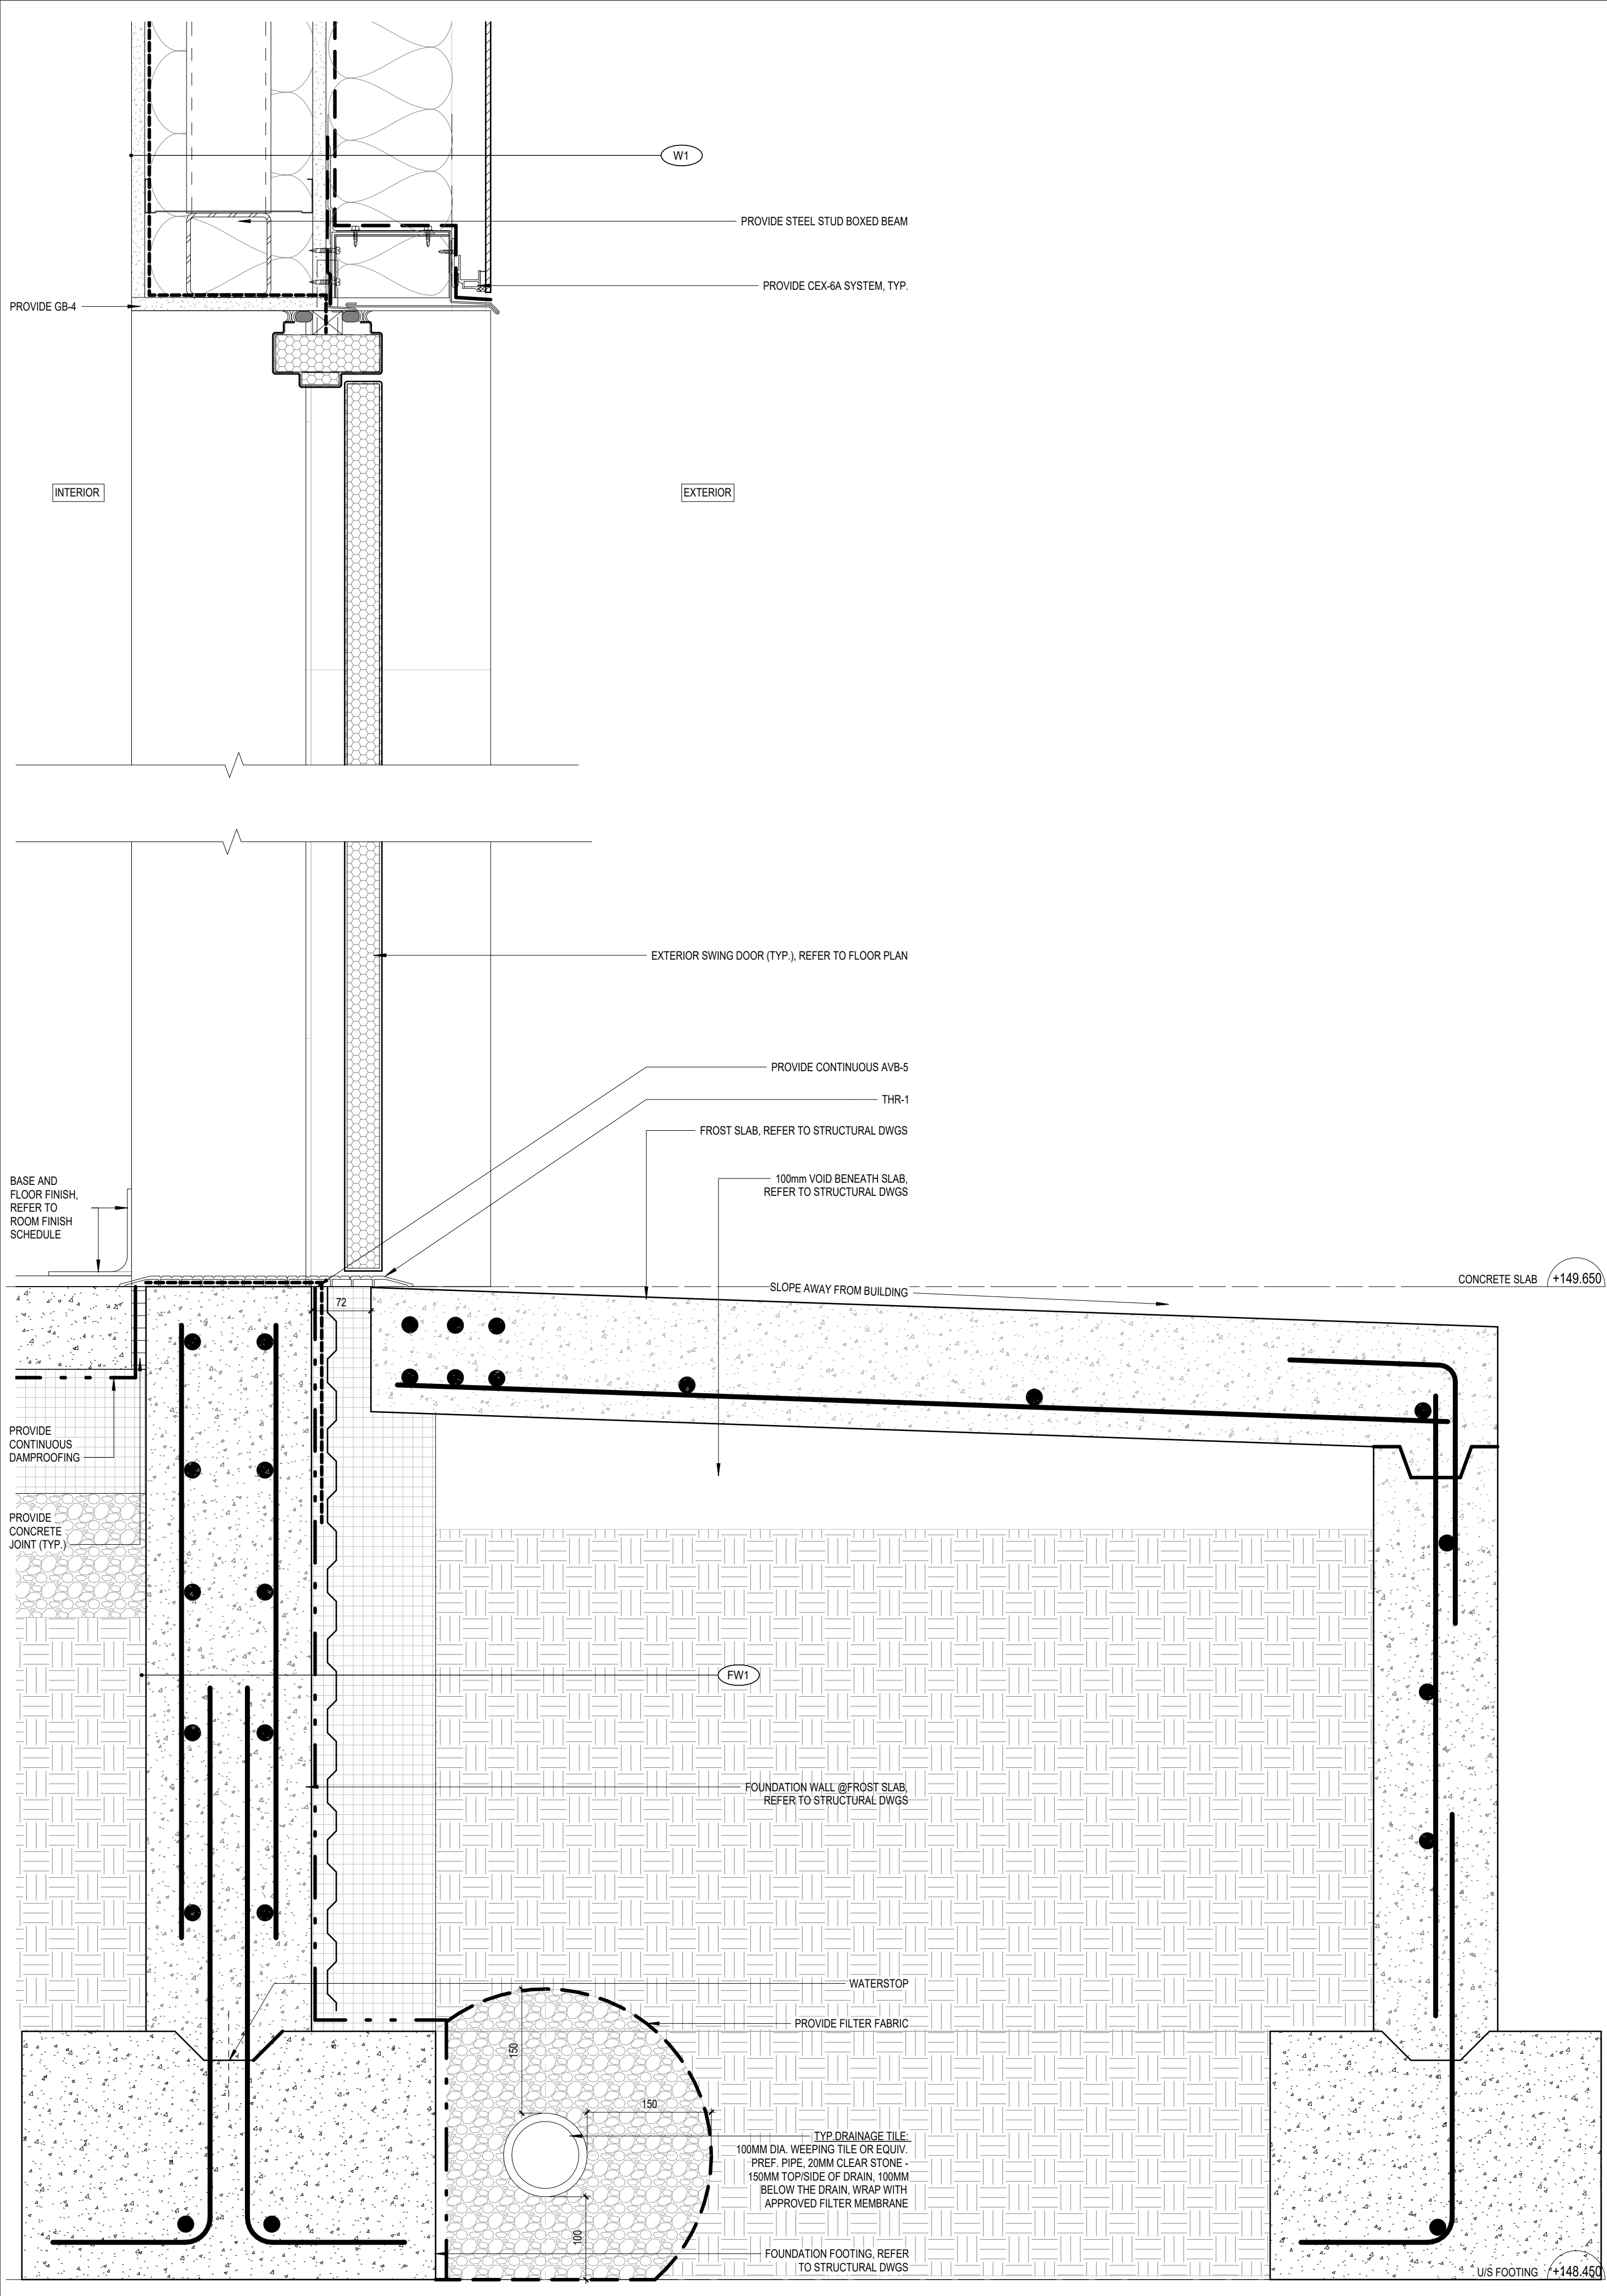 W1
PROVIDE STEEL STUD BOXED BEAM
PROVIDE CEX-6A SYSTEM, TYP.
PROVIDE GB-4
INTERIOR
EXTERIOR
EXTERIOR SWING DOOR (TYP.), REFER TO FLOOR PLAN
PROVIDE CONTINUOUS AVB-5
THR-1
FROST SLAB, REFER TO STRUCTURAL DWGS
100mm VOID BENEATH SLAB,
REFER TO STRUCTURAL DWGS
BASE AND
FLOOR FINISH,
REFER TO
ROOM FINISH
SCHEDULE
CONCRETE SLAB
+149.650
SLOPE AWAY FROM BUILDING
72
PROVIDE
CONTINUOUS
DAMPROOFING
PROVIDE
CONCRETE
JOINT (TYP.)
FW1
FOUNDATION WALL @FROST SLAB,
REFER TO STRUCTURAL DWGS
WATERSTOP
PROVIDE FILTER FABRIC
150
150
TYP.DRAINAGE TILE:
100MM DIA. WEEPING TILE OR EQUIV.
PREF. PIPE, 20MM CLEAR STONE -
150MM TOP/SIDE OF DRAIN, 100MM
BELOW THE DRAIN, WRAP WITH
APPROVED FILTER MEMBRANE
100
FOUNDATION FOOTING, REFER
TO STRUCTURAL DWGS
U/S FOOTING
+148.450